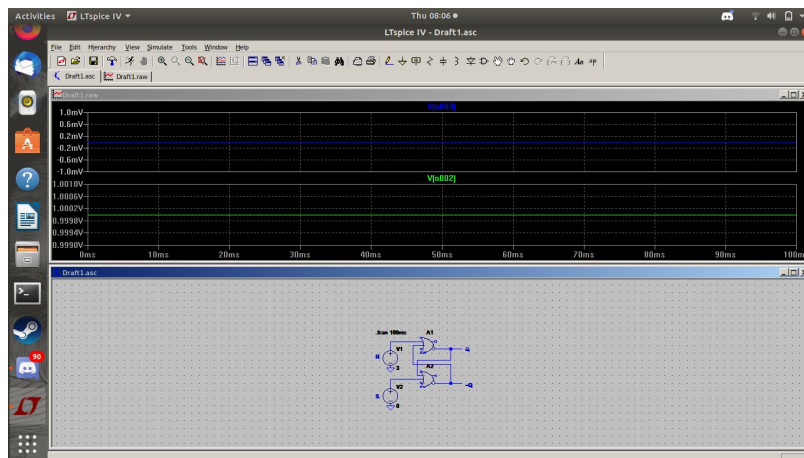 Activities LTspice IV Thu 08:06
LTspice IV - Draft1.asc
File Edit Hierarchy View Simulate Tools Window Help
Draft1.asc Draft1.raw
Draft1.raw
V[n003]
1.0mV
0.6mV
0.2mV
-0.2mV
-0.6mV
-1.0mV
V[n002]
1.0010V
1.0006V
1.0002V
0.9998V
0.9994V
0.9990V
0ms 10ms 20ms 30ms 40ms 50ms 60ms 70ms 80ms 90ms
Draft1.asc
.tran 100ms A1
V1
R
3
Q
A2
V2
S
0
-Q
90